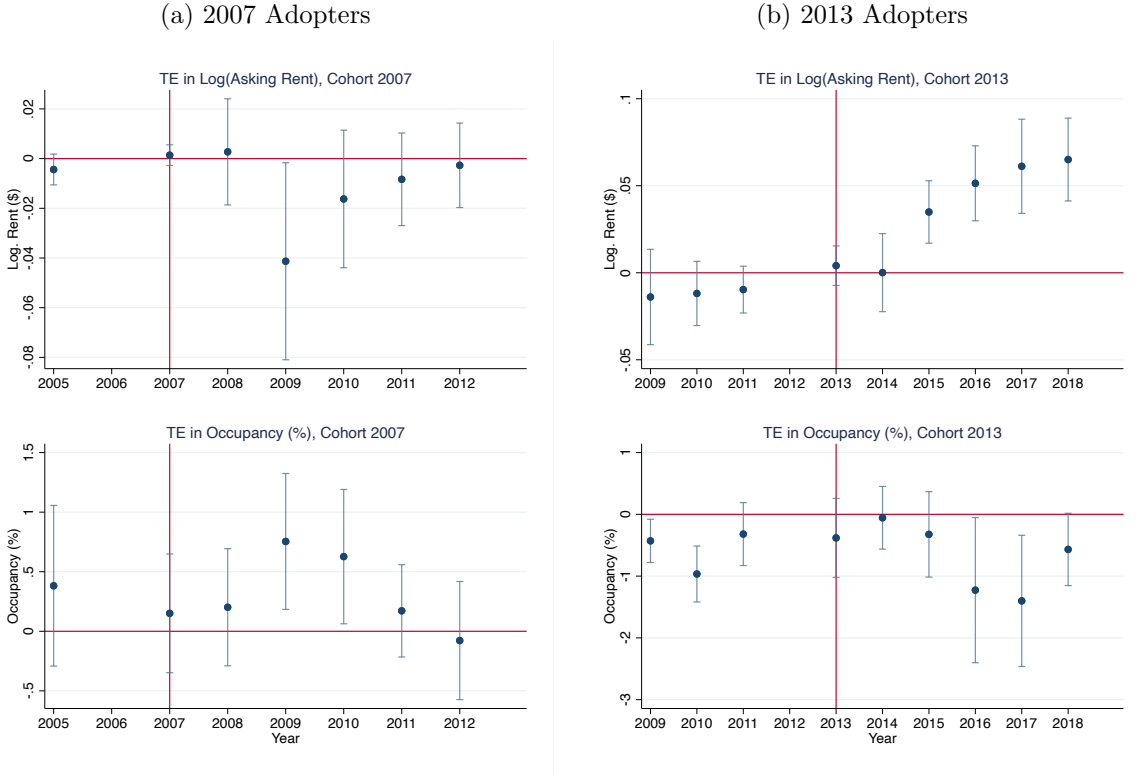 (a) 2007 Adopters
TE in Log(Asking Rent), Cohort 2007
Log. Rent ($)
.02
0
-.02
-.04
-.06
-.08
2005 2006 2007 2008 2009 2010 2011 2012
TE in Occupancy (%), Cohort 2007
Occupancy (%)
1.5
1
.5
0
-.5
2005 2006 2007 2008 2009 2010 2011 2012
Year
(b) 2013 Adopters
TE in Log(Asking Rent), Cohort 2013
Log. Rent ($)
.1
.05
0
-.05
2009 2010 2011 2012 2013 2014 2015 2016 2017 2018
TE in Occupancy (%), Cohort 2013
Occupancy (%)
1
0
-1
-2
-3
2009 2010 2011 2012 2013 2014 2015 2016 2017 2018
Year